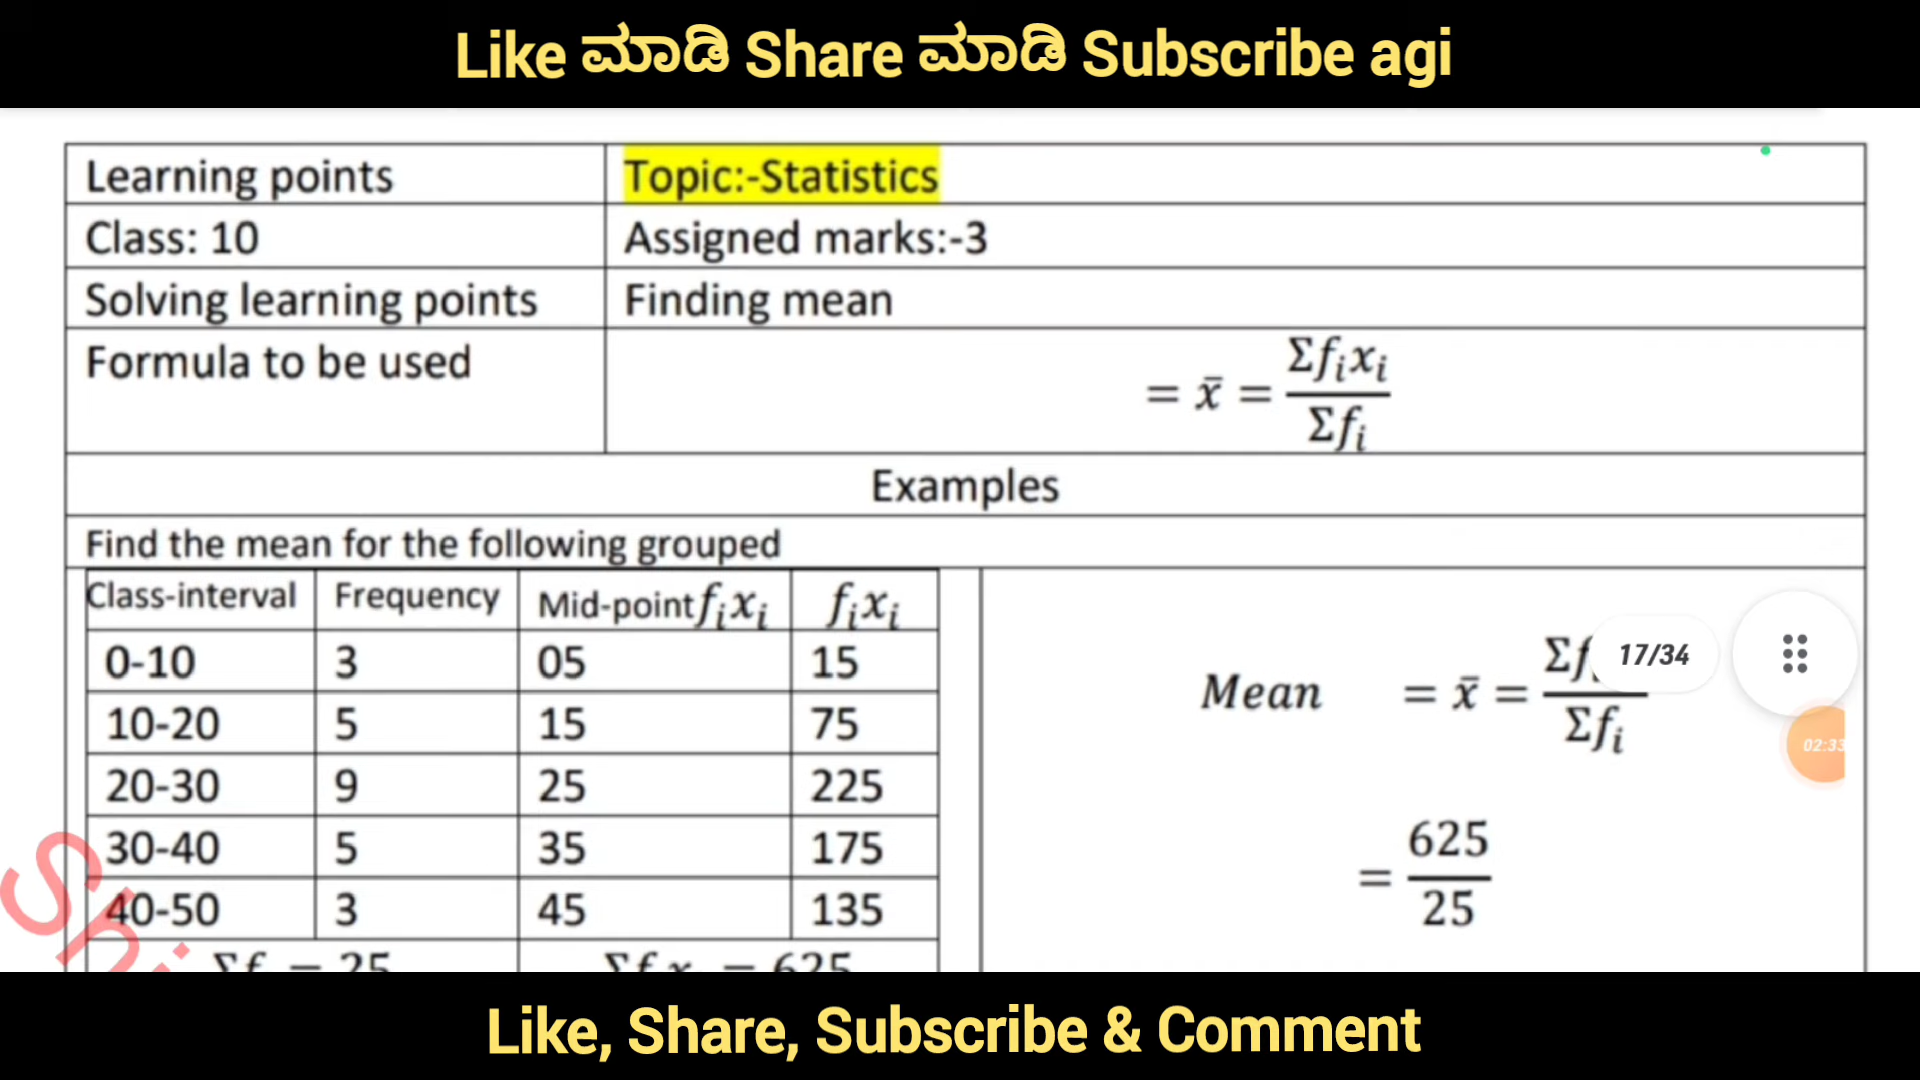 Like ಮಾಡಿ Share ಮಾಡಿ Subscribe agi
Learning points Topic:-Statistics
Class: 10 Assigned marks:-3
Solving learning points Finding mean
Formula to be used = x̄ = Σfᵢxᵢ / Σfᵢ
Examples
Find the mean for the following grouped
Class-interval Frequency Mid-point fᵢxᵢ fᵢxᵢ
0-10 3 05 15
10-20 5 15 75
20-30 9 25 225
30-40 5 35 175
40-50 3 45 135
Mean = x̄ = Σf / Σfᵢ
17/34
02:33
= 625 / 25
Like, Share, Subscribe & Comment